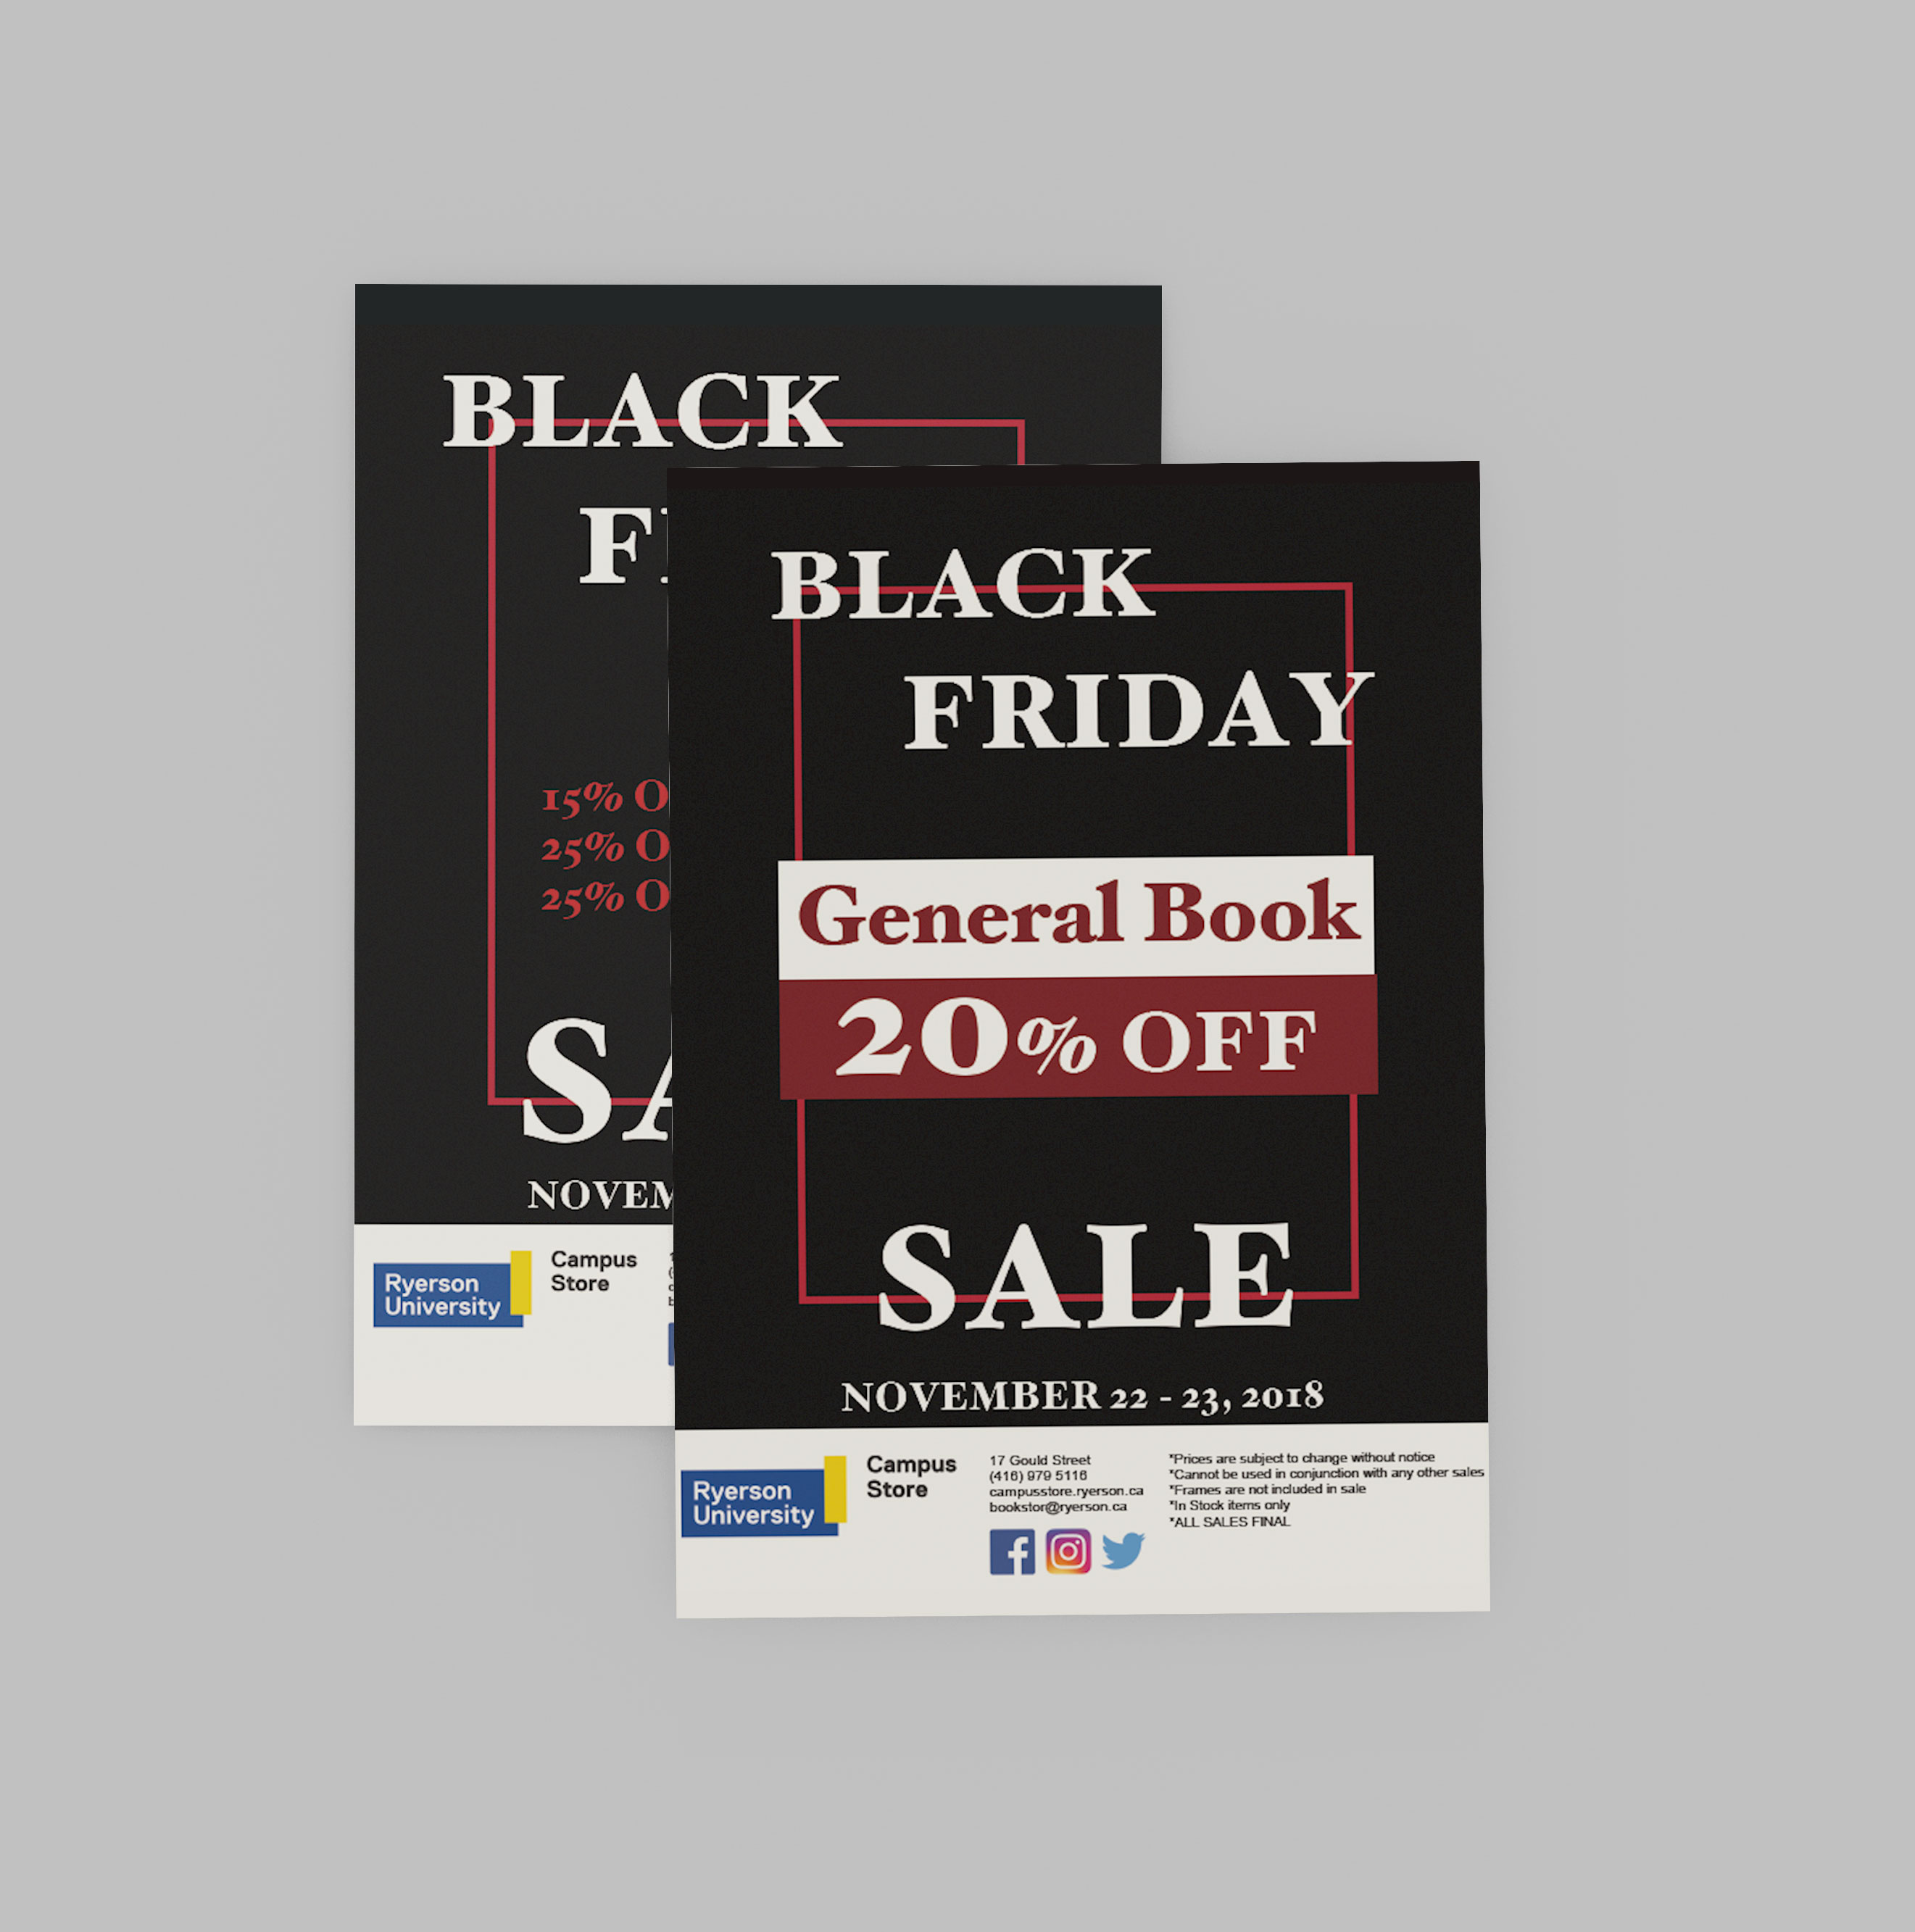 BLACK
15%
25%
25%
Ryerson
University
Campus
Store
BLACK
FRIDAY
General Book
20% OFF
SALE
NOVEMBER 22 - 23, 2018
Ryerson
University
Campus
Store
17 Gould Street
(416) 979 5116
campusstore.ryerson.ca
bookstor@ryerson.ca
*Prices are subject to change without notice
*Cannot be used in conjunction with any other sales
*Frames are not included in sale
*In Stock items only
*ALL SALES FINAL